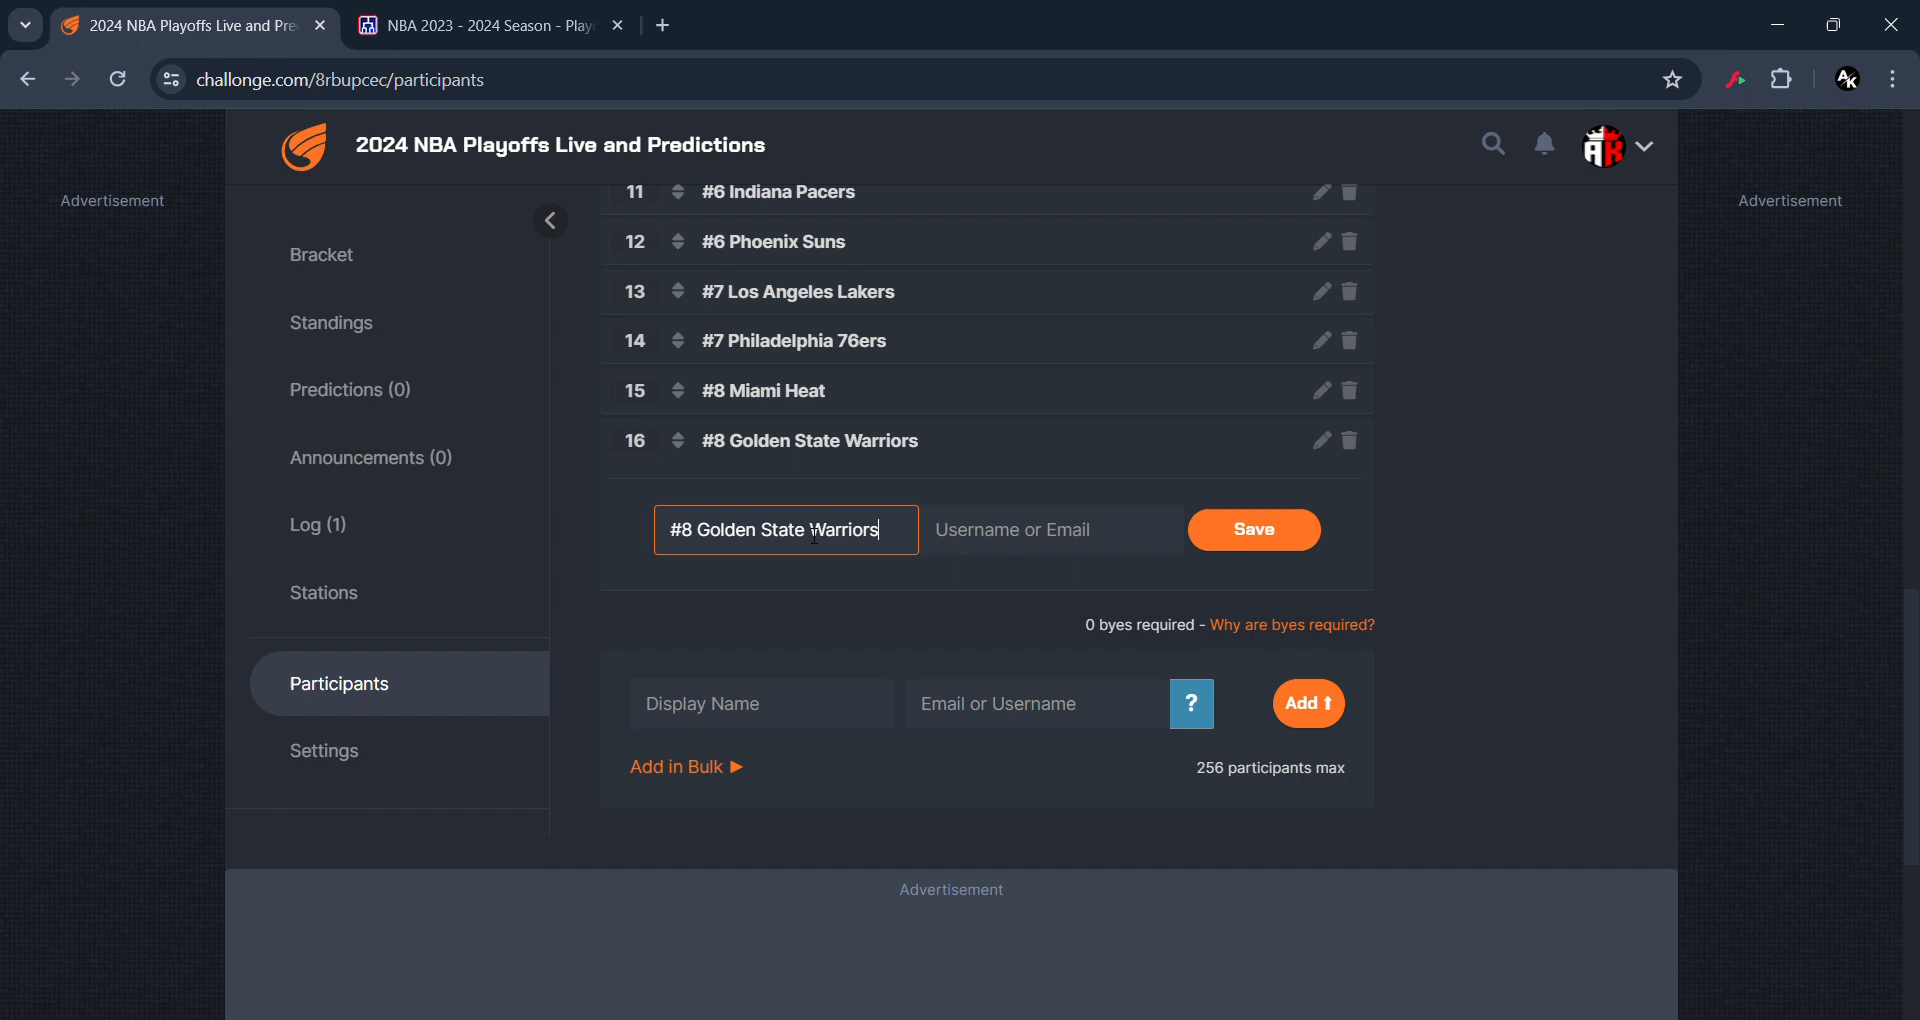 2024 NBA Playoffs Live and Pre
NBA 2023 - 2024 Season - Play
challonge.com/8rbupcec/participants
AK
2024 NBA Playoffs Live and Predictions
AK
Advertisement
Advertisement
Bracket
Standings
Predictions (0)
Announcements (0)
Log (1)
Stations
Participants
Settings
11 #6 Indiana Pacers
12 #6 Phoenix Suns
13 #7 Los Angeles Lakers
14 #7 Philadelphia 76ers
15 #8 Miami Heat
16 #8 Golden State Warriors
#8 Golden State Warriors Username or Email Save
0 byes required - Why are byes required?
Display Name Email or Username ? Add
Add in Bulk 256 participants max
Advertisement